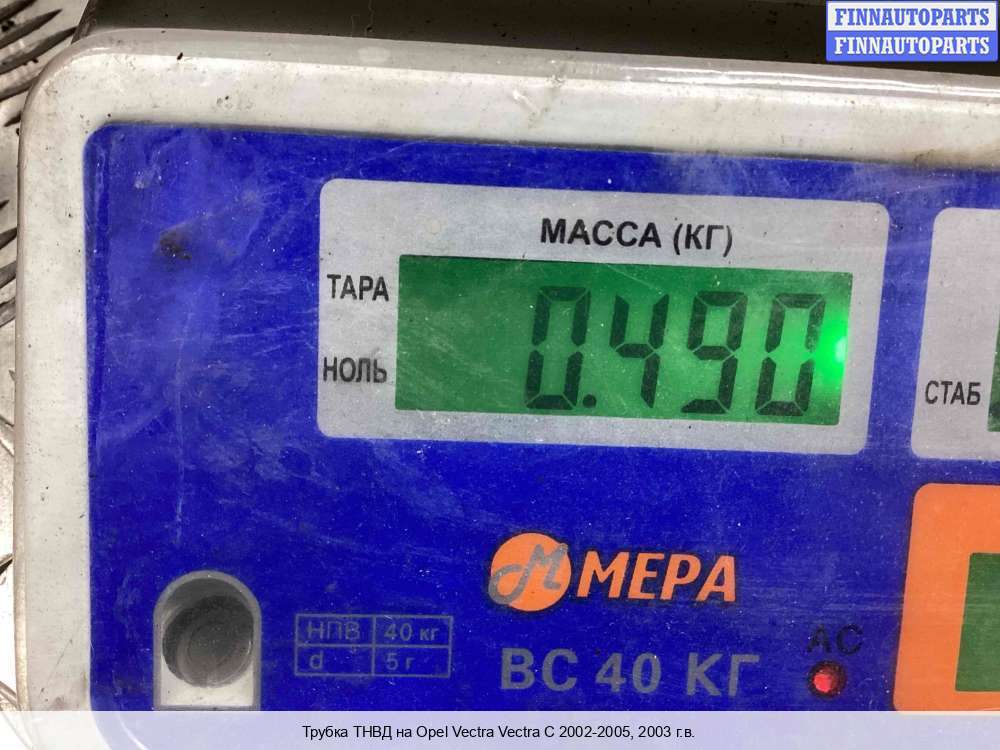 FINNAUTOPARTS
FINNAUTOPARTS
МАССА (КГ)
ТАРА
0.490
НОЛЬ
СТАБ
М МЕРА
НПВ 40 кг
d 5 г
ВС 40 КГ
АС
Трубка ТНВД на Opel Vectra Vectra C 2002-2005, 2003 г.в.